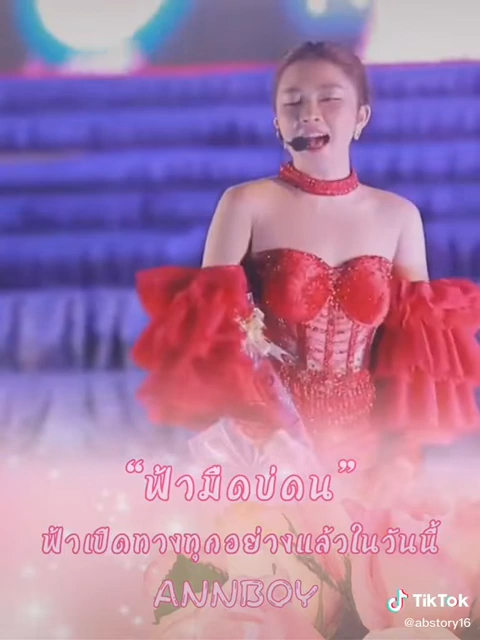 “ฟ้ามืดบ่ดน”
ฟ้าเปิดทางทุกอย่างแล้วในวันนี้
ANNBOY
TikTok
@abstory16